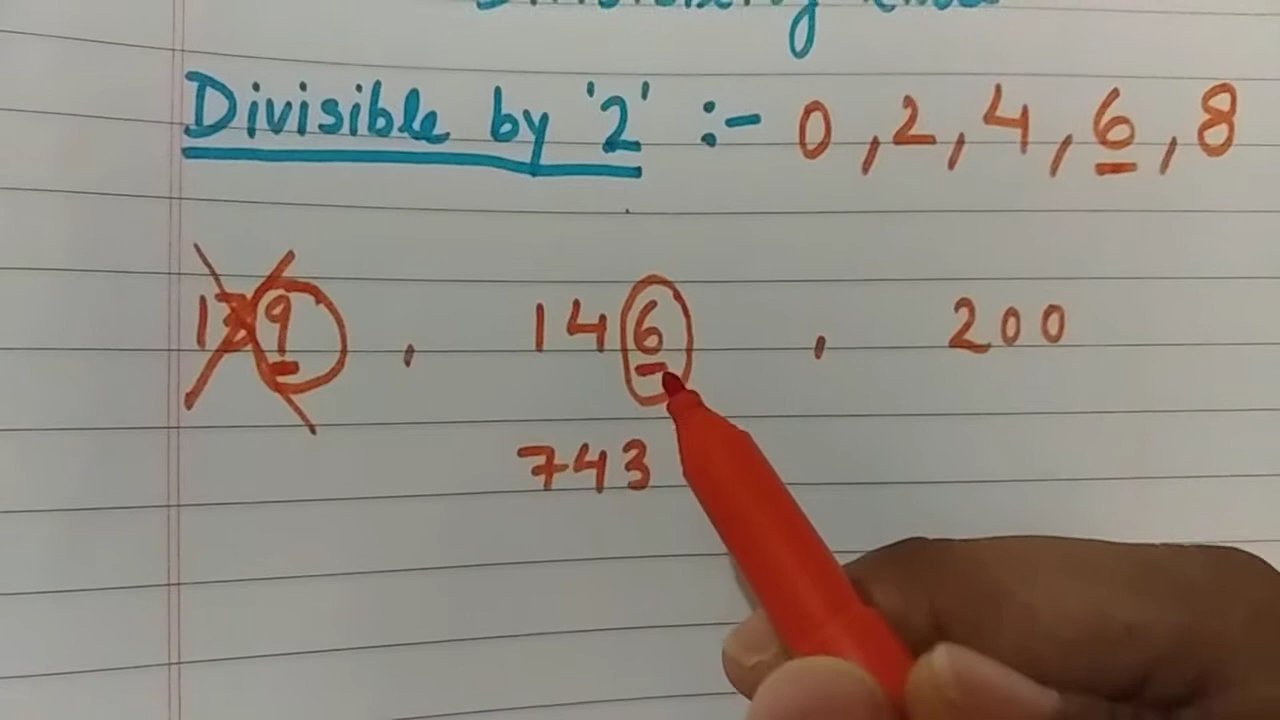 Divisible by '2' :- 0, 2, 4, 6, 8
139, 146, 200
743